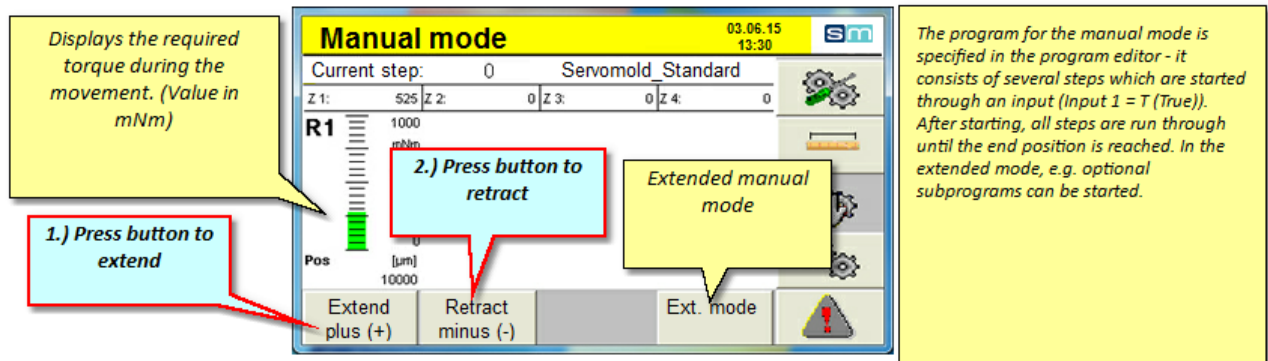 Displays the required
torque during the
movement. (Value in
mNm)
1.) Press button to
extend
Manual mode
03.06.15
13:30
sm
Current step: 0 Servomold_Standard
Z 1: 525 Z 2: 0 Z 3: 0 Z 4: 0
R1
1000
mNm
2.) Press button to
retract
Extended manual
mode
0
Pos [µm]
10000
Extend
plus (+)
Retract
minus (-)
Ext. mode
The program for the manual mode is
specified in the program editor - it
consists of several steps which are started
through an input (Input 1 = T (True)).
After starting, all steps are run through
until the end position is reached. In the
extended mode, e.g. optional
subprograms can be started.